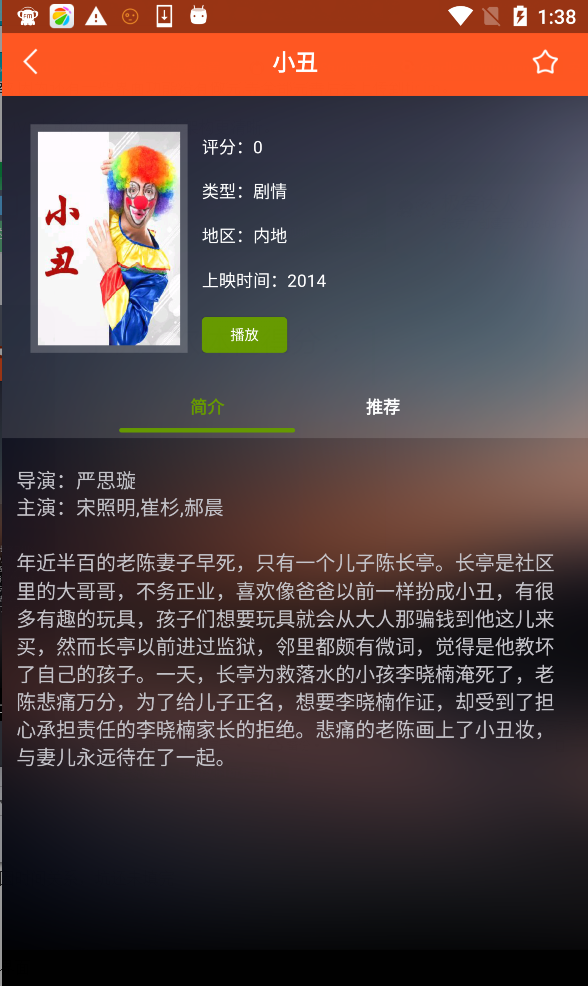 1:38
小丑
小
丑
评分：0
类型：剧情
地区：内地
上映时间：2014
播放
简介
推荐
导演：严思璇
主演：宋照明,崔杉,郝晨
年近半百的老陈妻子早死，只有一个儿子陈长亭。长亭是社区
里的大哥哥，不务正业，喜欢像爸爸以前一样扮成小丑，有很
多有趣的玩具，孩子们想要玩具就会从大人那骗钱到他这儿来
买，然而长亭以前进过监狱，邻里都颇有微词，觉得是他教坏
了自己的孩子。一天，长亭为救落水的小孩李晓楠淹死了，老
陈悲痛万分，为了给儿子正名，想要李晓楠作证，却受到了担
心承担责任的李晓楠家长的拒绝。悲痛的老陈画上了小丑妆，
与妻儿永远待在了一起。